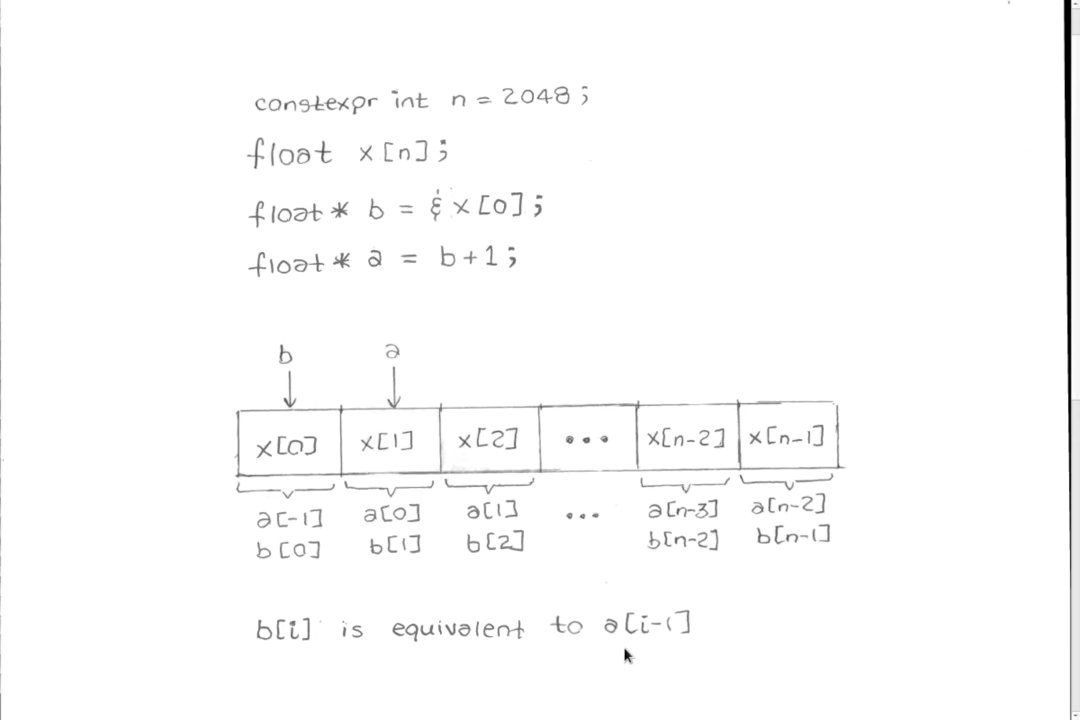 constexpr int n = 2048;
float x[n];
float* b = &x[0];
float* a = b+1;
b a
x[0] x[1] x[2] ... x[n-2] x[n-1]
a[-1] a[0] a[1] ... a[n-3] a[n-2]
b[0] b[1] b[2] b[n-2] b[n-1]
b[i] is equivalent to a[i-1]